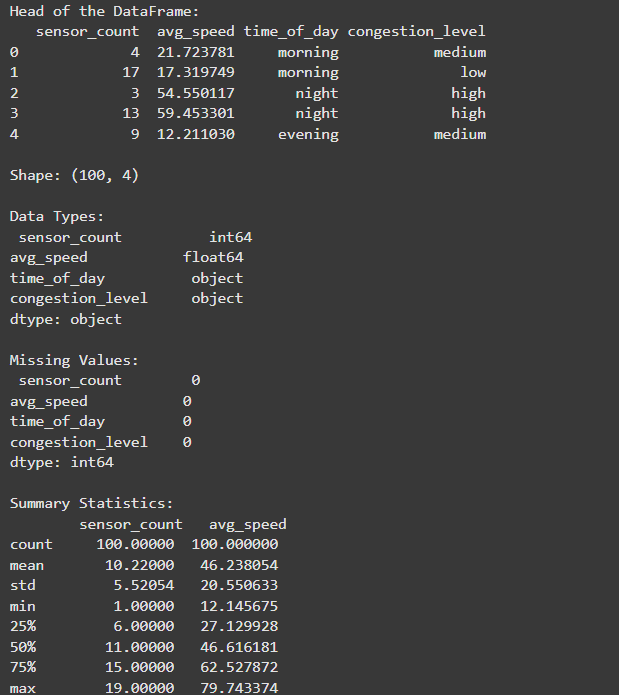 Head of the DataFrame:
   sensor_count  avg_speed time_of_day congestion_level
0             4  21.723781     morning           medium
1            17  17.319749     morning              low
2             3  54.550117       night             high
3            13  59.453301       night             high
4             9  12.211030     evening           medium

Shape: (100, 4)

Data Types:
 sensor_count          int64
avg_speed           float64
time_of_day          object
congestion_level     object
dtype: object

Missing Values:
 sensor_count        0
avg_speed           0
time_of_day         0
congestion_level    0
dtype: int64

Summary Statistics:
        sensor_count   avg_speed
count     100.00000  100.000000
mean       10.22000   46.238054
std         5.52054   20.550633
min         1.00000   12.145675
25%         6.00000   27.129928
50%        11.00000   46.616181
75%        15.00000   62.527872
max        19.00000   79.743374